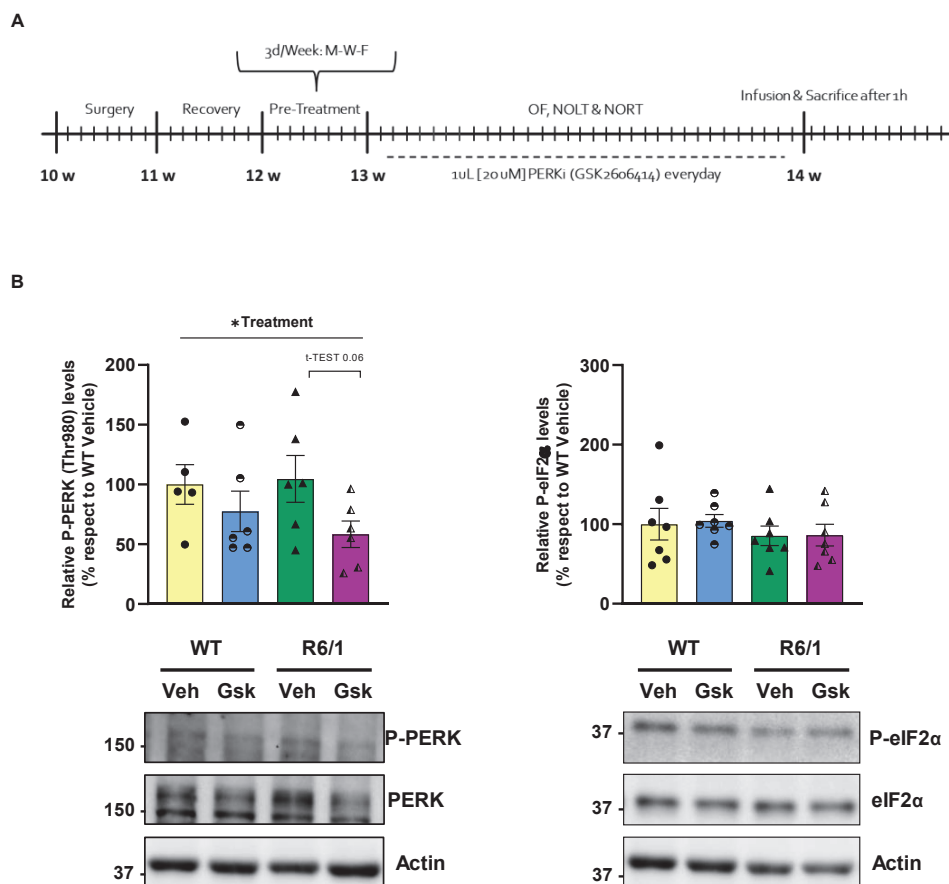 A
3d/Week: M-W-F
Surgery Recovery Pre-Treatment OF, NOLT & NORT Infusion & Sacrifice after 1h
10 w 11 w 12 w 13 w 14 w
1uL [20 uM] PERKi (GSK2606414) everyday
B
*Treatment
t-TEST 0.06
Relative P-PERK (Thr980) levels
(% respect to WT Vehicle)
200
150
100
50
0
WT R6/1
Veh Gsk Veh Gsk
150 P-PERK
150 PERK
37 Actin
Relative P-eIF2α levels
(% respect to WT Vehicle)
300
200
100
0
WT R6/1
Veh Gsk Veh Gsk
37 P-eIF2α
37 eIF2α
37 Actin